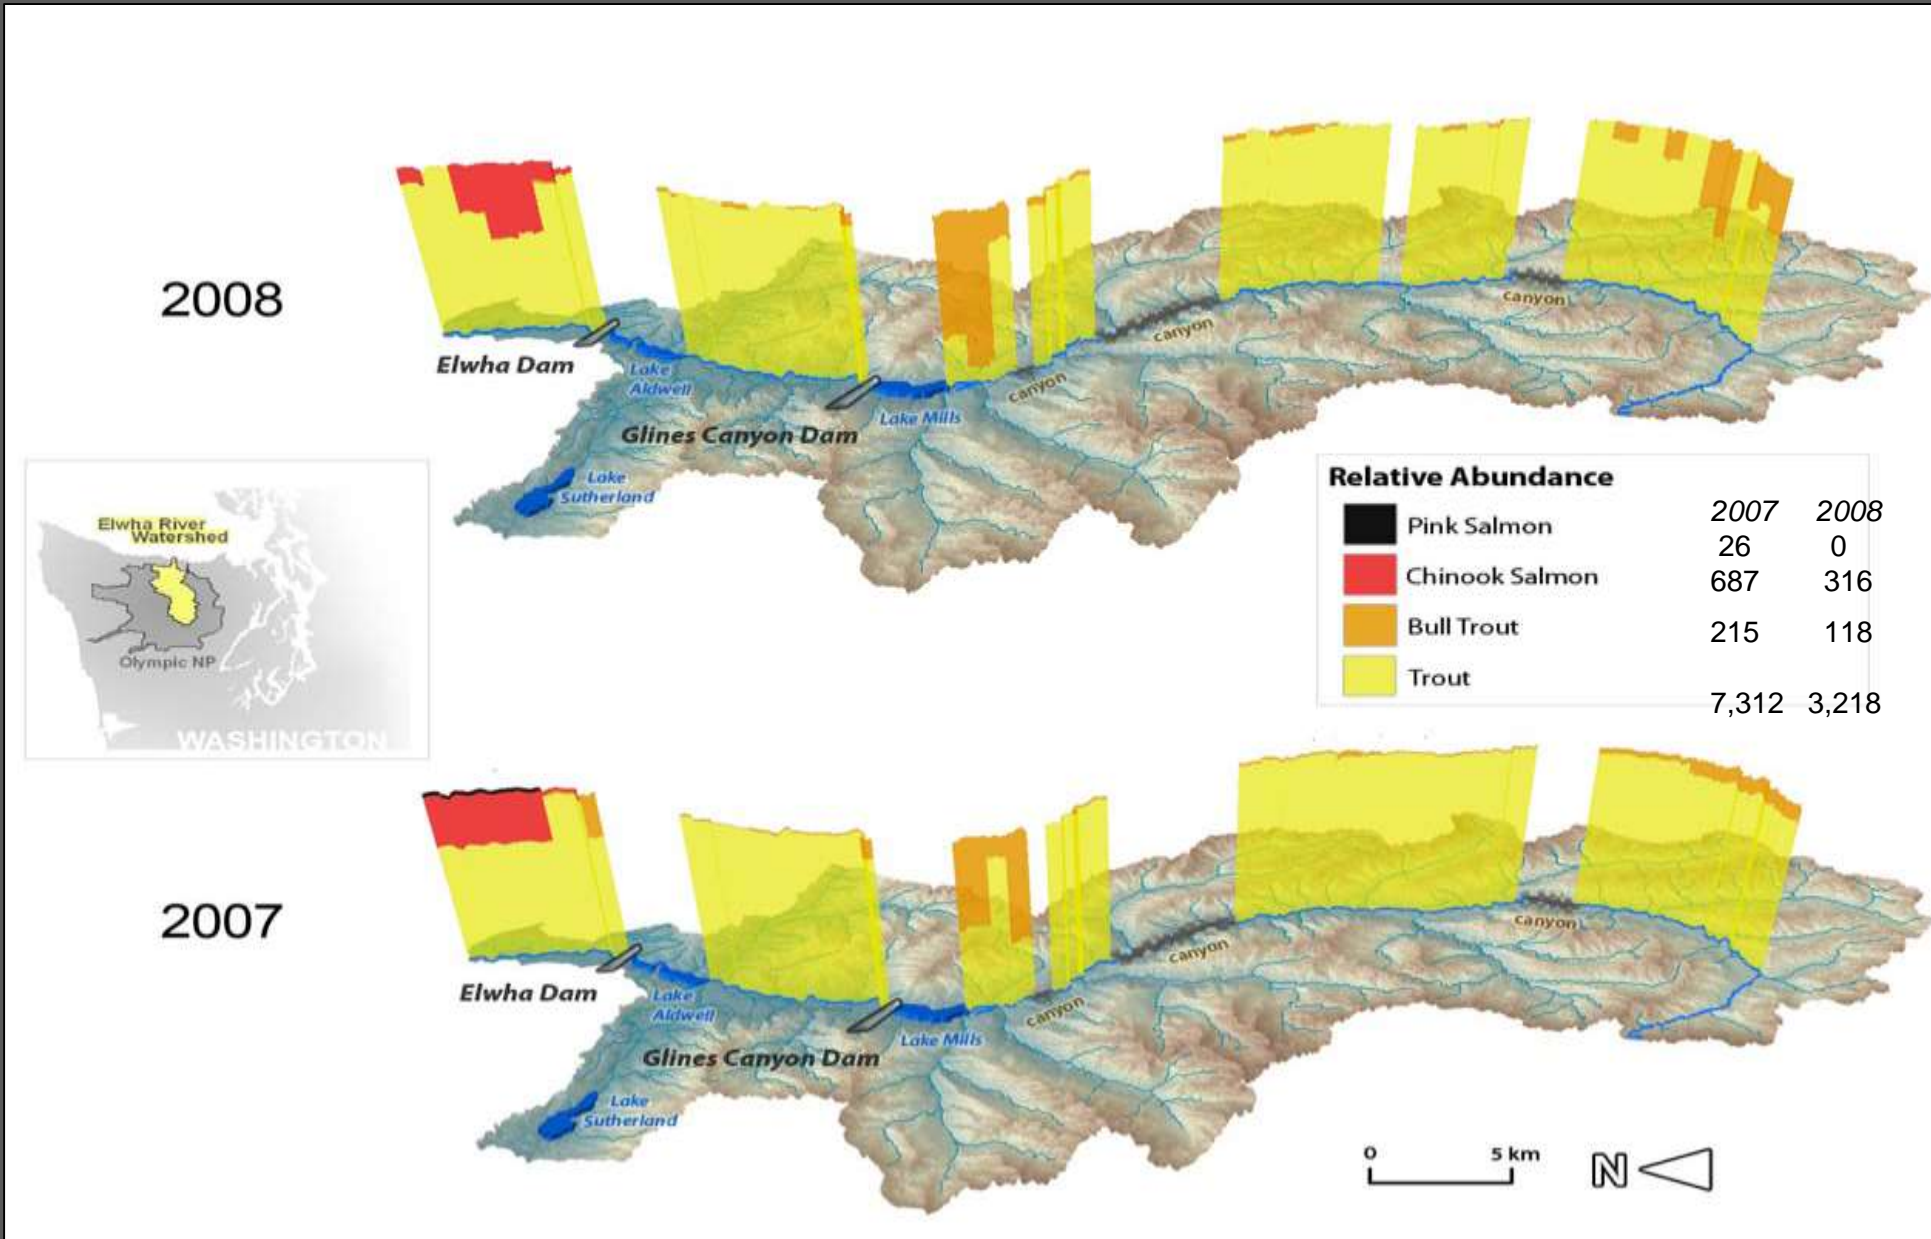 2008
Elwha Dam
Lake
Aldwell
Glines Canyon Dam
Lake Mills
canyon
canyon
canyon
Lake
Sutherland
Elwha River
Watershed
Olympic NP
WASHINGTON
Relative Abundance
2007 2008
Pink Salmon 26 0
Chinook Salmon 687 316
Bull Trout 215 118
Trout 7,312 3,218
2007
Elwha Dam
Lake
Aldwell
Glines Canyon Dam
Lake Mills
canyon
canyon
canyon
Lake
Sutherland
0 5 km
N